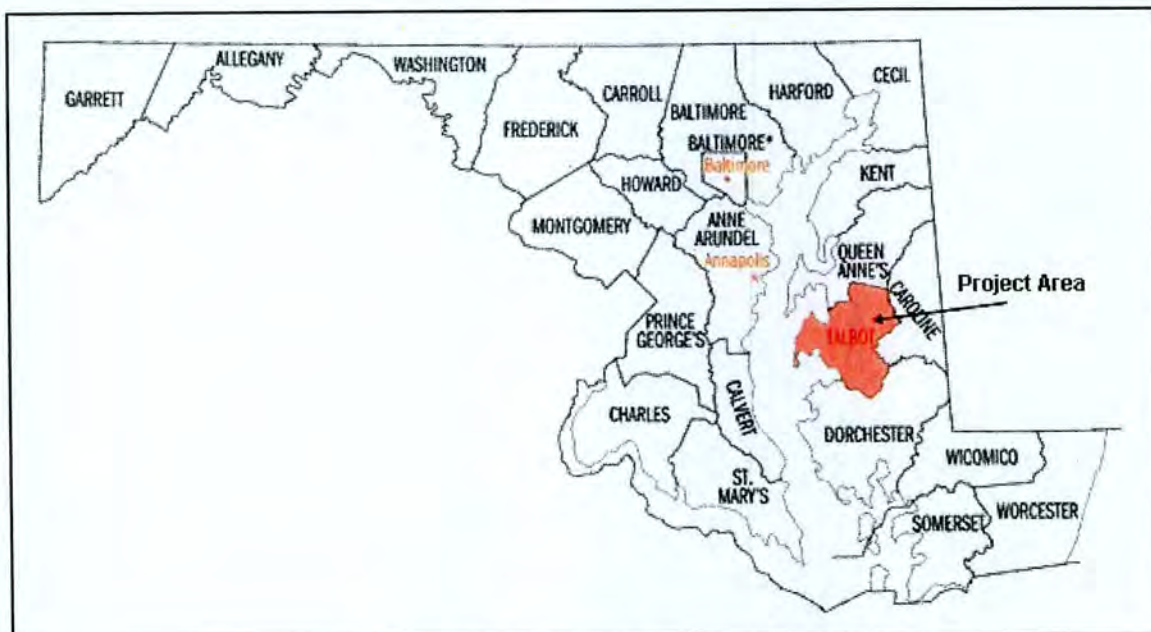 ALLEGANY
GARRETT
WASHINGTON
FREDERICK
CARROLL
BALTIMORE
HARFORD
CECIL
BALTIMORE*
Baltimore
HOWARD
KENT
MONTGOMERY
ANNE
ARUNDEL
Annapolis
QUEEN
ANNE'S
Project Area
CAROLINE
TALBOT
PRINCE
GEORGE'S
CHARLES
CALVERT
DORCHESTER
ST.
MARY'S
WICOMICO
SOMERSET
WORCESTER